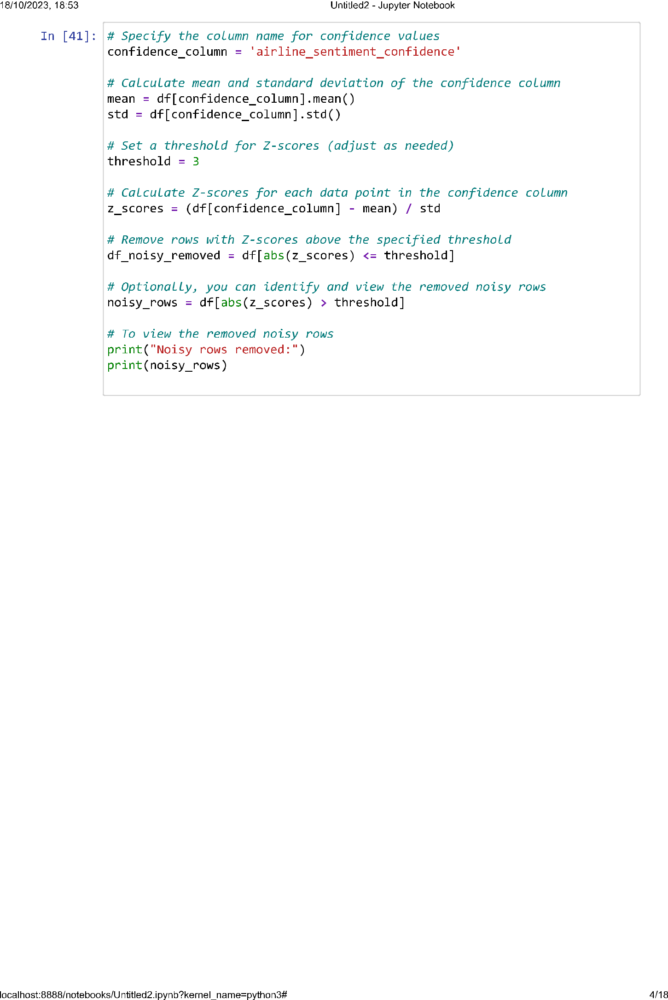 18/10/2023, 18:53 Untitled2 - Jupyter Notebook
In [41]: # Specify the column name for confidence values
confidence_column = 'airline_sentiment_confidence'
# Calculate mean and standard deviation of the confidence column
mean = df[confidence_column].mean()
std = df[confidence_column].std()
# Set a threshold for Z-scores (adjust as needed)
threshold = 3
# Calculate Z-scores for each data point in the confidence column
z_scores = (df[confidence_column] - mean) / std
# Remove rows with Z-scores above the specified threshold
df_noisy_removed = df[abs(z_scores) <= threshold]
# Optionally, you can identify and view the removed noisy rows
noisy_rows = df[abs(z_scores) > threshold]
# To view the removed noisy rows
print("Noisy rows removed:")
print(noisy_rows)
localhost:8888/notebooks/Untitled2.ipynb?kernel_name=python3# 4/18